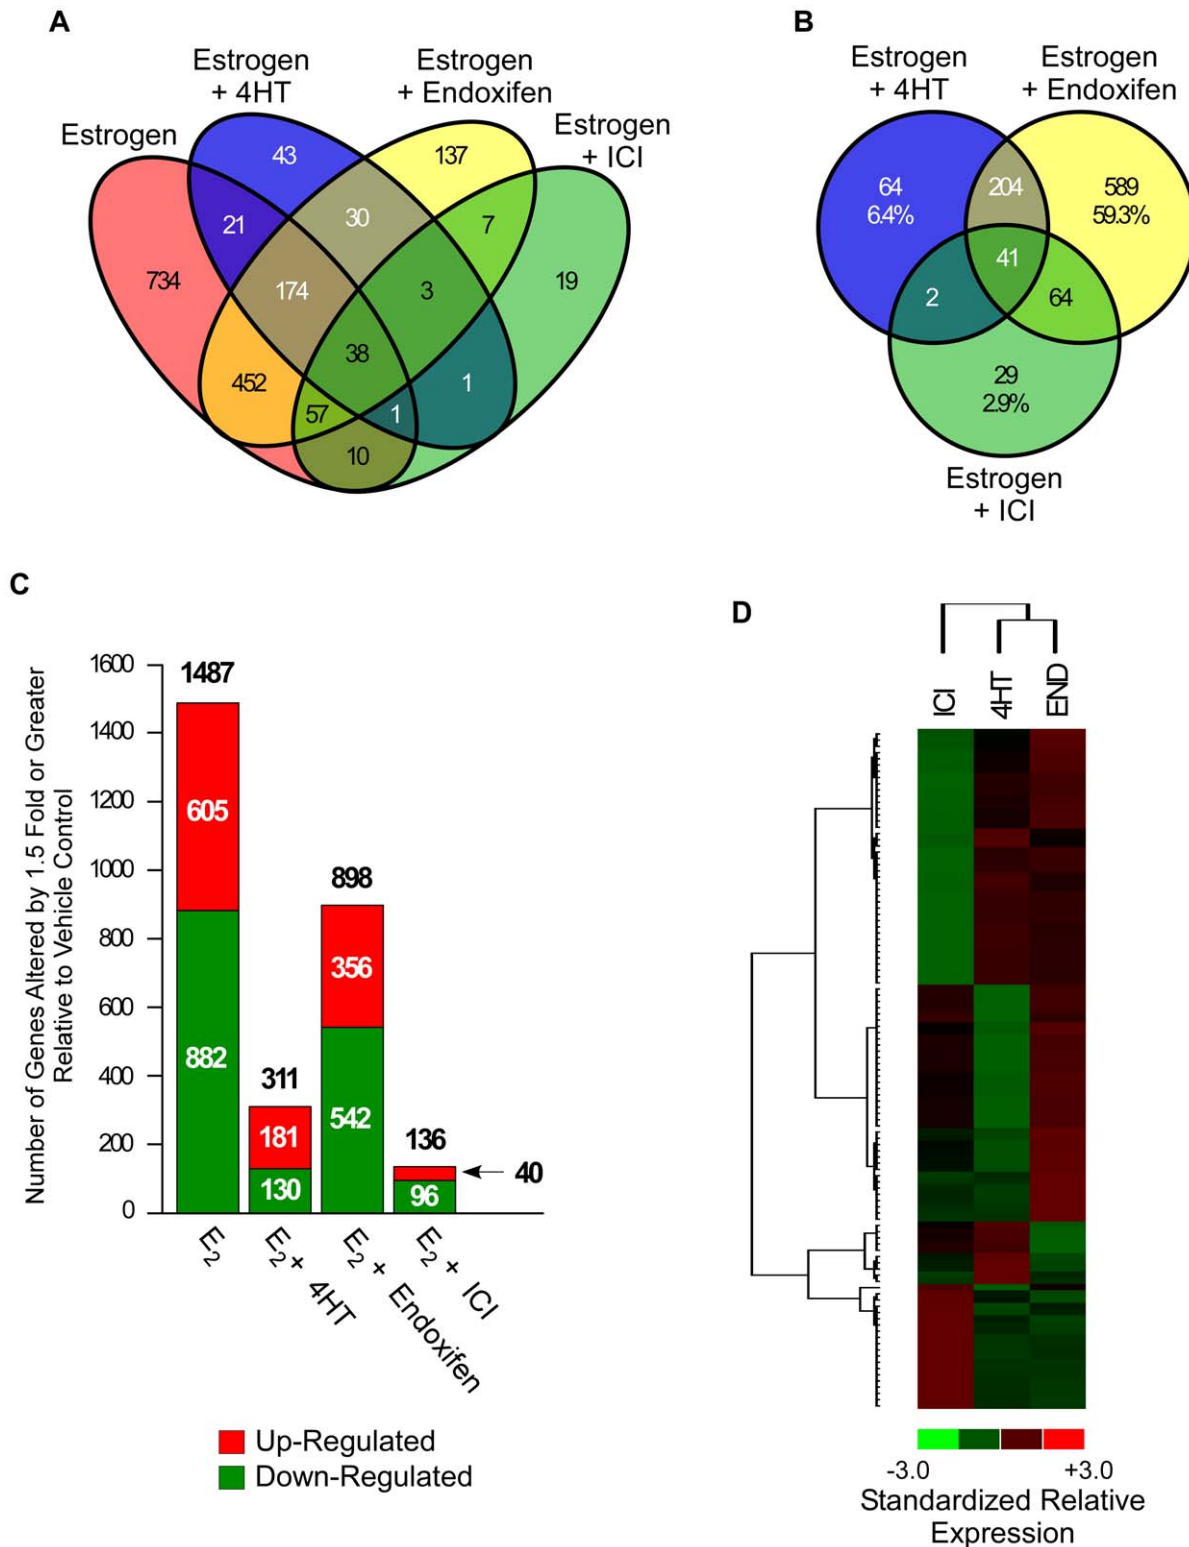 A
Estrogen
Estrogen
+ 4HT
Estrogen
+ Endoxifen
Estrogen
+ ICI
43
137
21
30
7
734
174
3
19
38
452
1
57
1
10
B
Estrogen
+ 4HT
Estrogen
+ Endoxifen
64
6.4%
204
589
59.3%
41
2
64
29
2.9%
Estrogen
+ ICI
C
Number of Genes Altered by 1.5 Fold or Greater
Relative to Vehicle Control
1600
1400
1200
1000
800
600
400
200
0
1487
605
882
311
181
130
898
356
542
136
40
96
E2
E2 + 4HT
E2 + Endoxifen
E2 + ICI
Up-Regulated
Down-Regulated
D
ICI
4HT
END
-3.0
+3.0
Standardized Relative
Expression